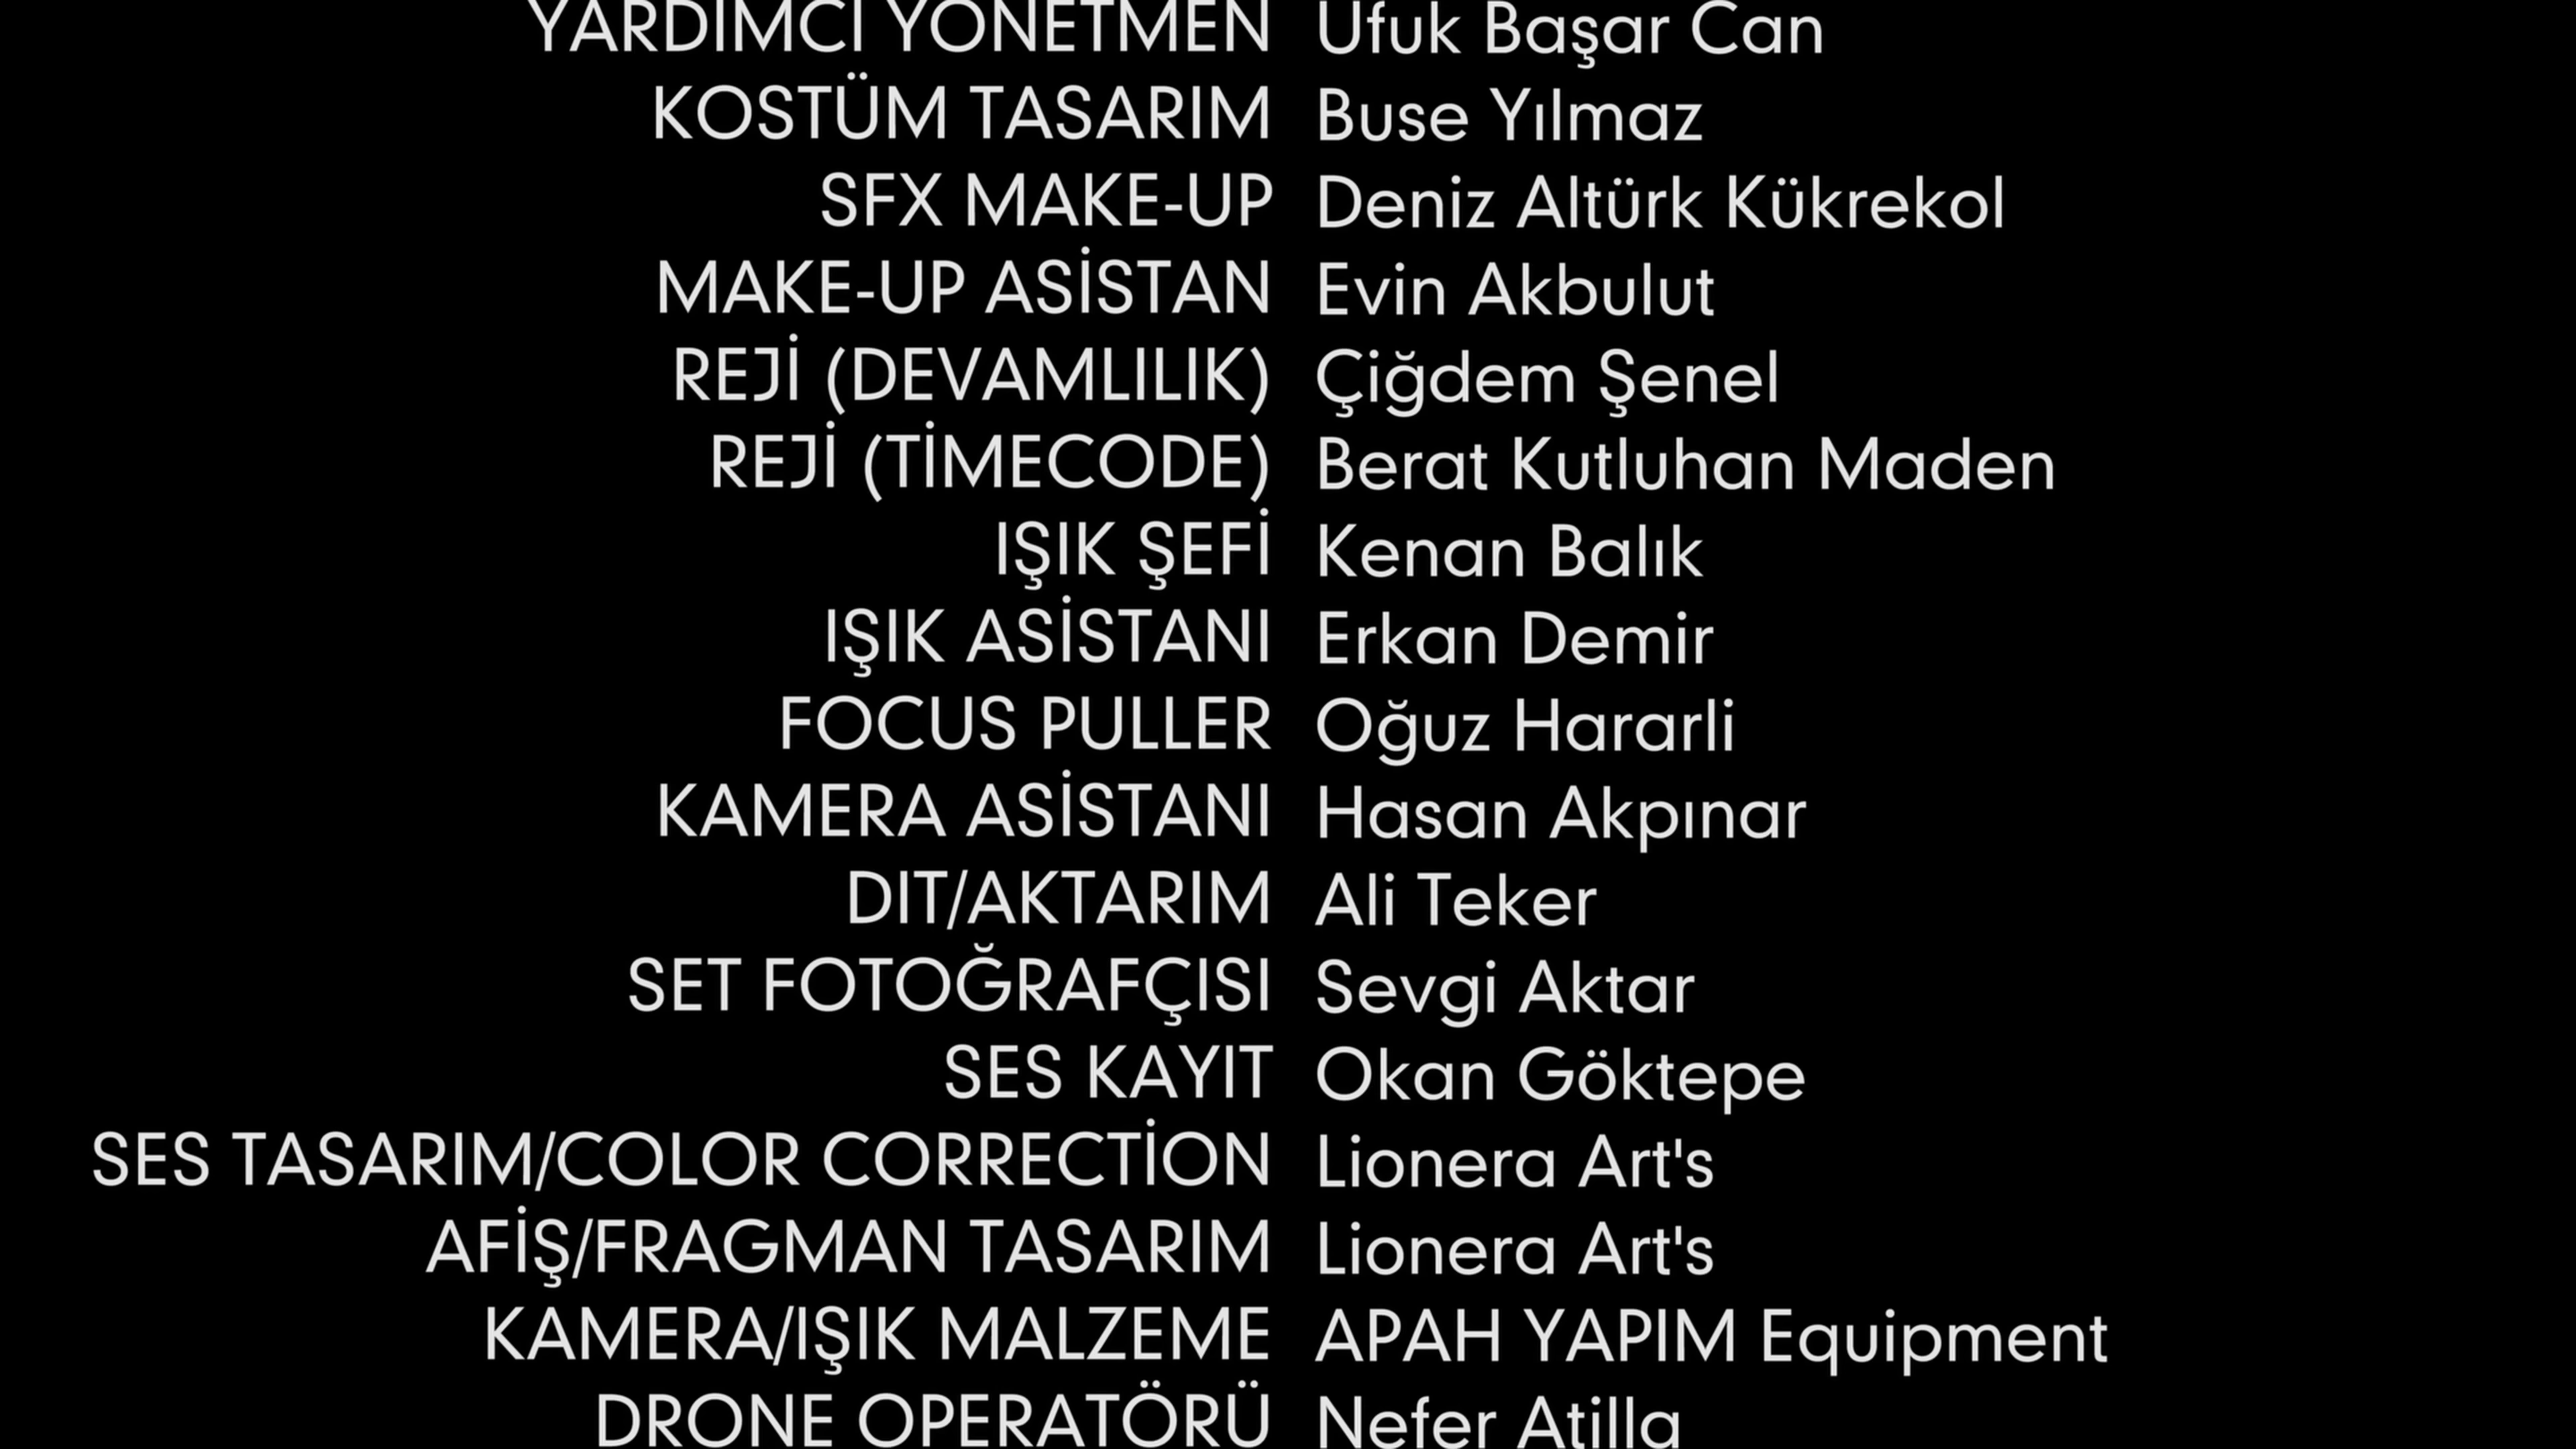 YARDIMCI YÖNETMEN Ufuk Başar Can
KOSTÜM TASARIM Buse Yılmaz
SFX MAKE-UP Deniz Altürk Kükrekol
MAKE-UP ASİSTAN Evin Akbulut
REJİ (DEVAMLILIK) Çiğdem Şenel
REJİ (TİMECODE) Berat Kutluhan Maden
IŞIK ŞEFİ Kenan Balık
IŞIK ASİSTANI Erkan Demir
FOCUS PULLER Oğuz Hararli
KAMERA ASİSTANI Hasan Akpınar
DIT/AKTARIM Ali Teker
SET FOTOĞRAFÇISI Sevgi Aktar
SES KAYIT Okan Göktepe
SES TASARIM/COLOR CORRECTİON Lionera Art's
AFİŞ/FRAGMAN TASARIM Lionera Art's
KAMERA/IŞIK MALZEME APAH YAPIM Equipment
DRONE OPERATÖRÜ Nefer Atilla